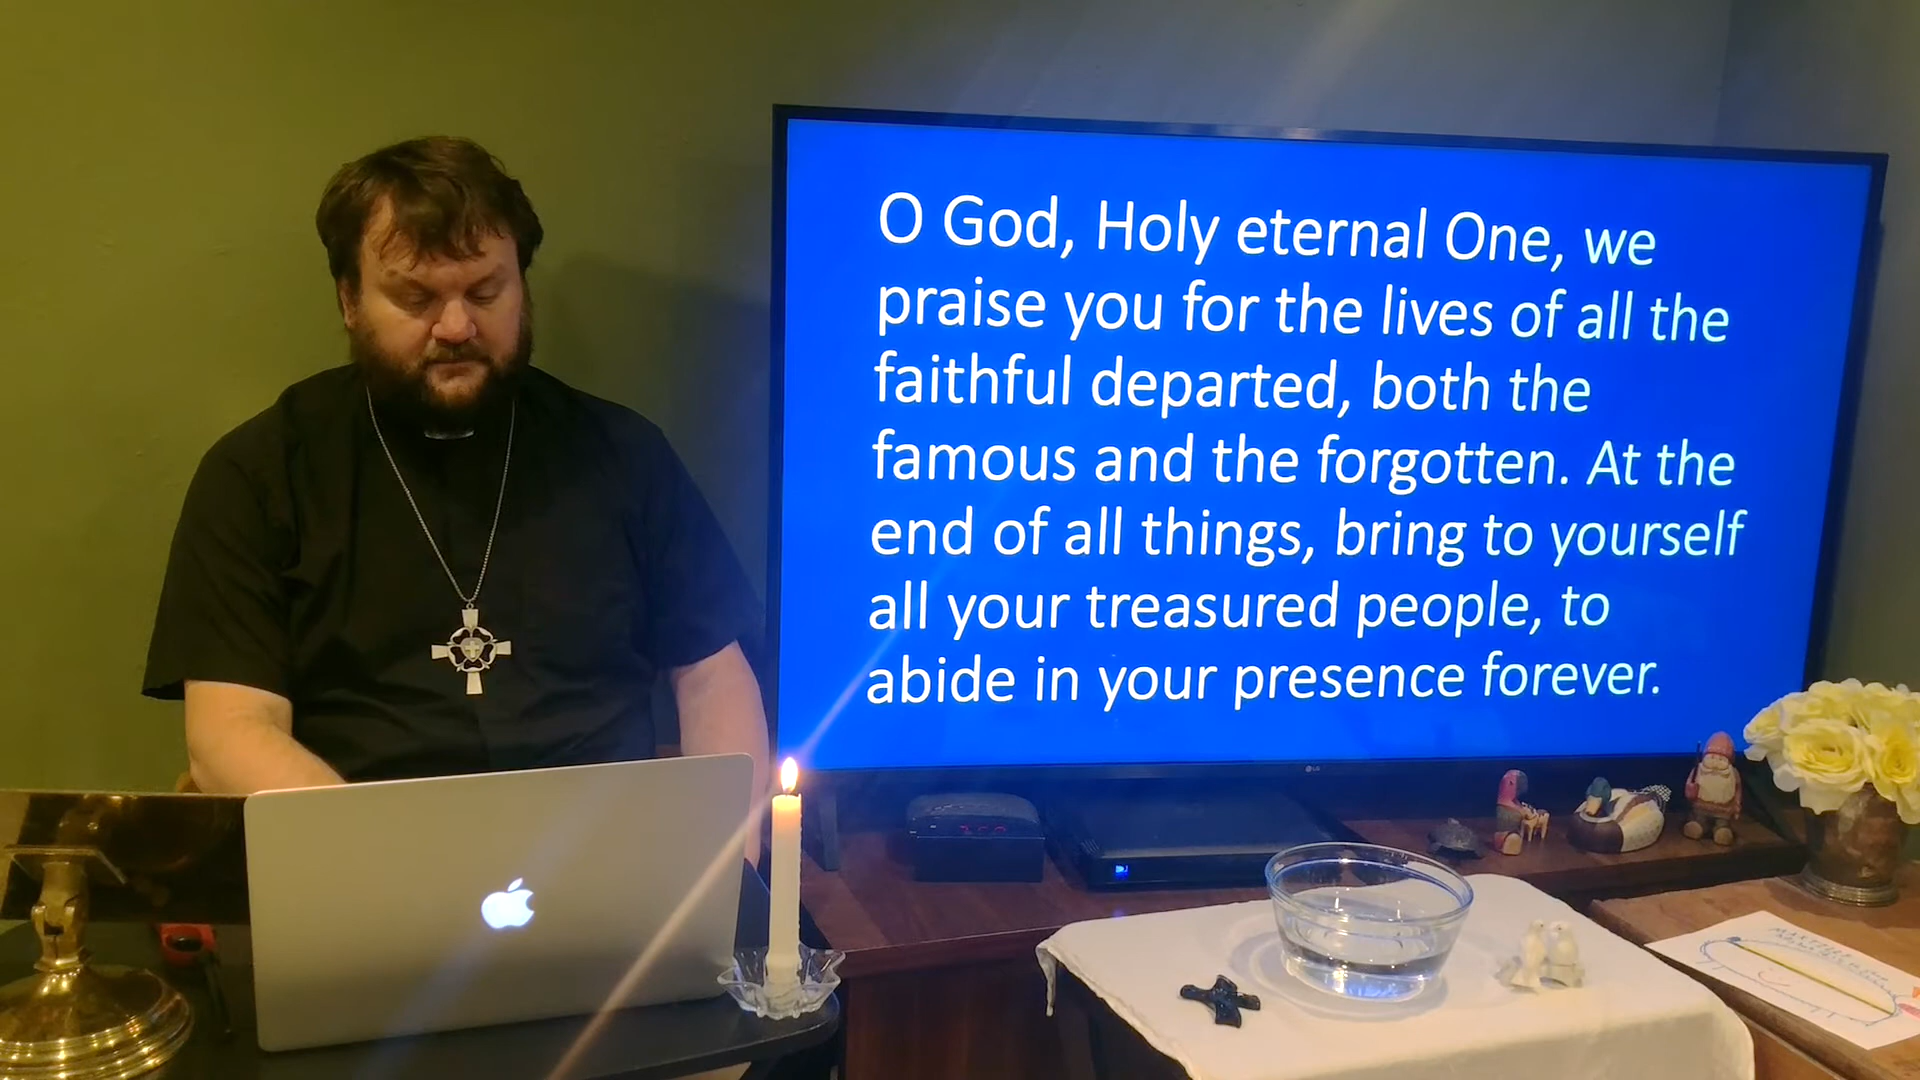 O God, Holy eternal One, we
praise you for the lives of all the
faithful departed, both the
famous and the forgotten. At the
end of all things, bring to yourself
all your treasured people, to
abide in your presence forever.
LG